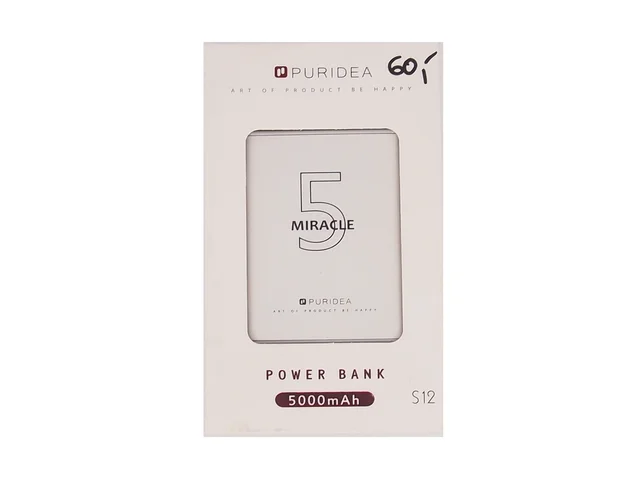 PURIDEA 60,-
ART OF PRODUCT BE HAPPY
5
MIRACLE
PURIDEA
ART OF PRODUCT BE HAPPY
POWER BANK
5000mAh
S12